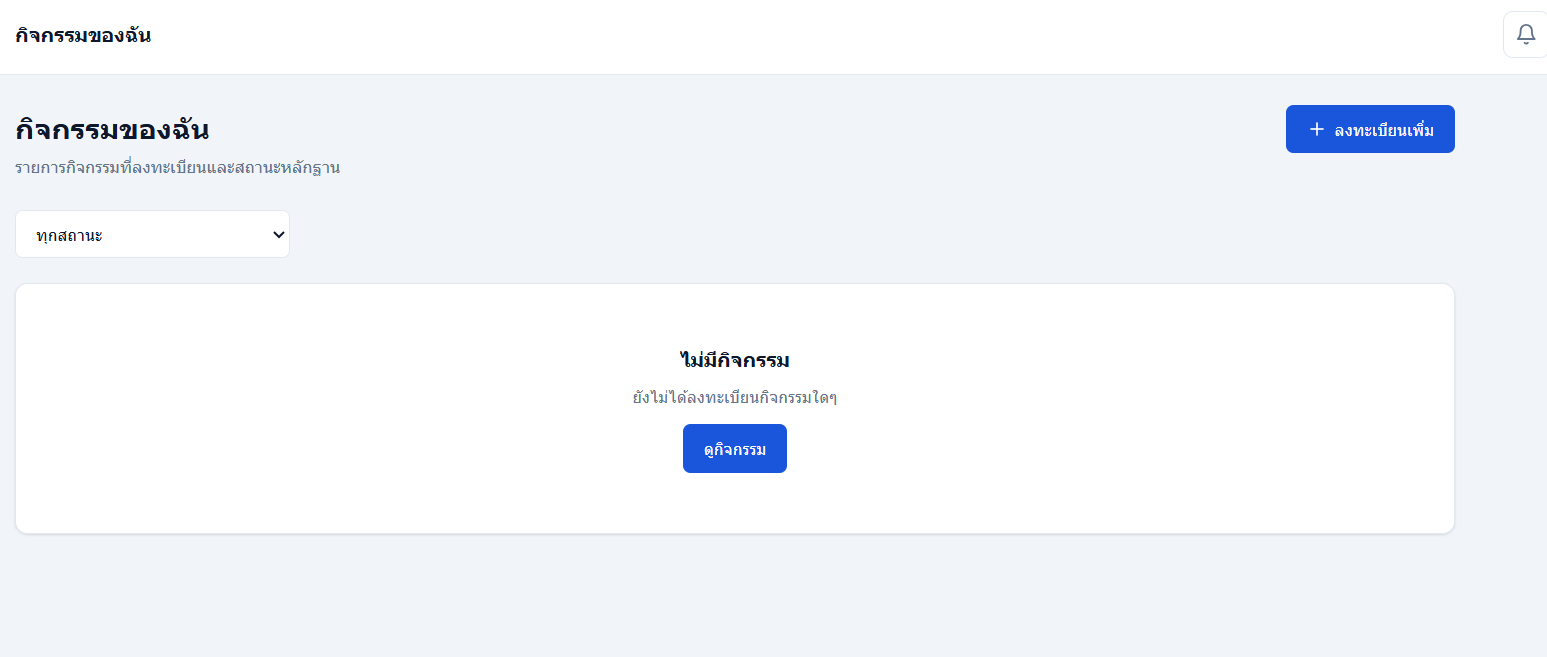 กิจกรรมของฉัน
กิจกรรมของฉัน
ลงทะเบียนเพิ่ม
รายการกิจกรรมที่ลงทะเบียนและสถานะหลักฐาน
ทุกสถานะ
ไม่มีกิจกรรม
ยังไม่ได้ลงทะเบียนกิจกรรมใดๆ
ดูกิจกรรม